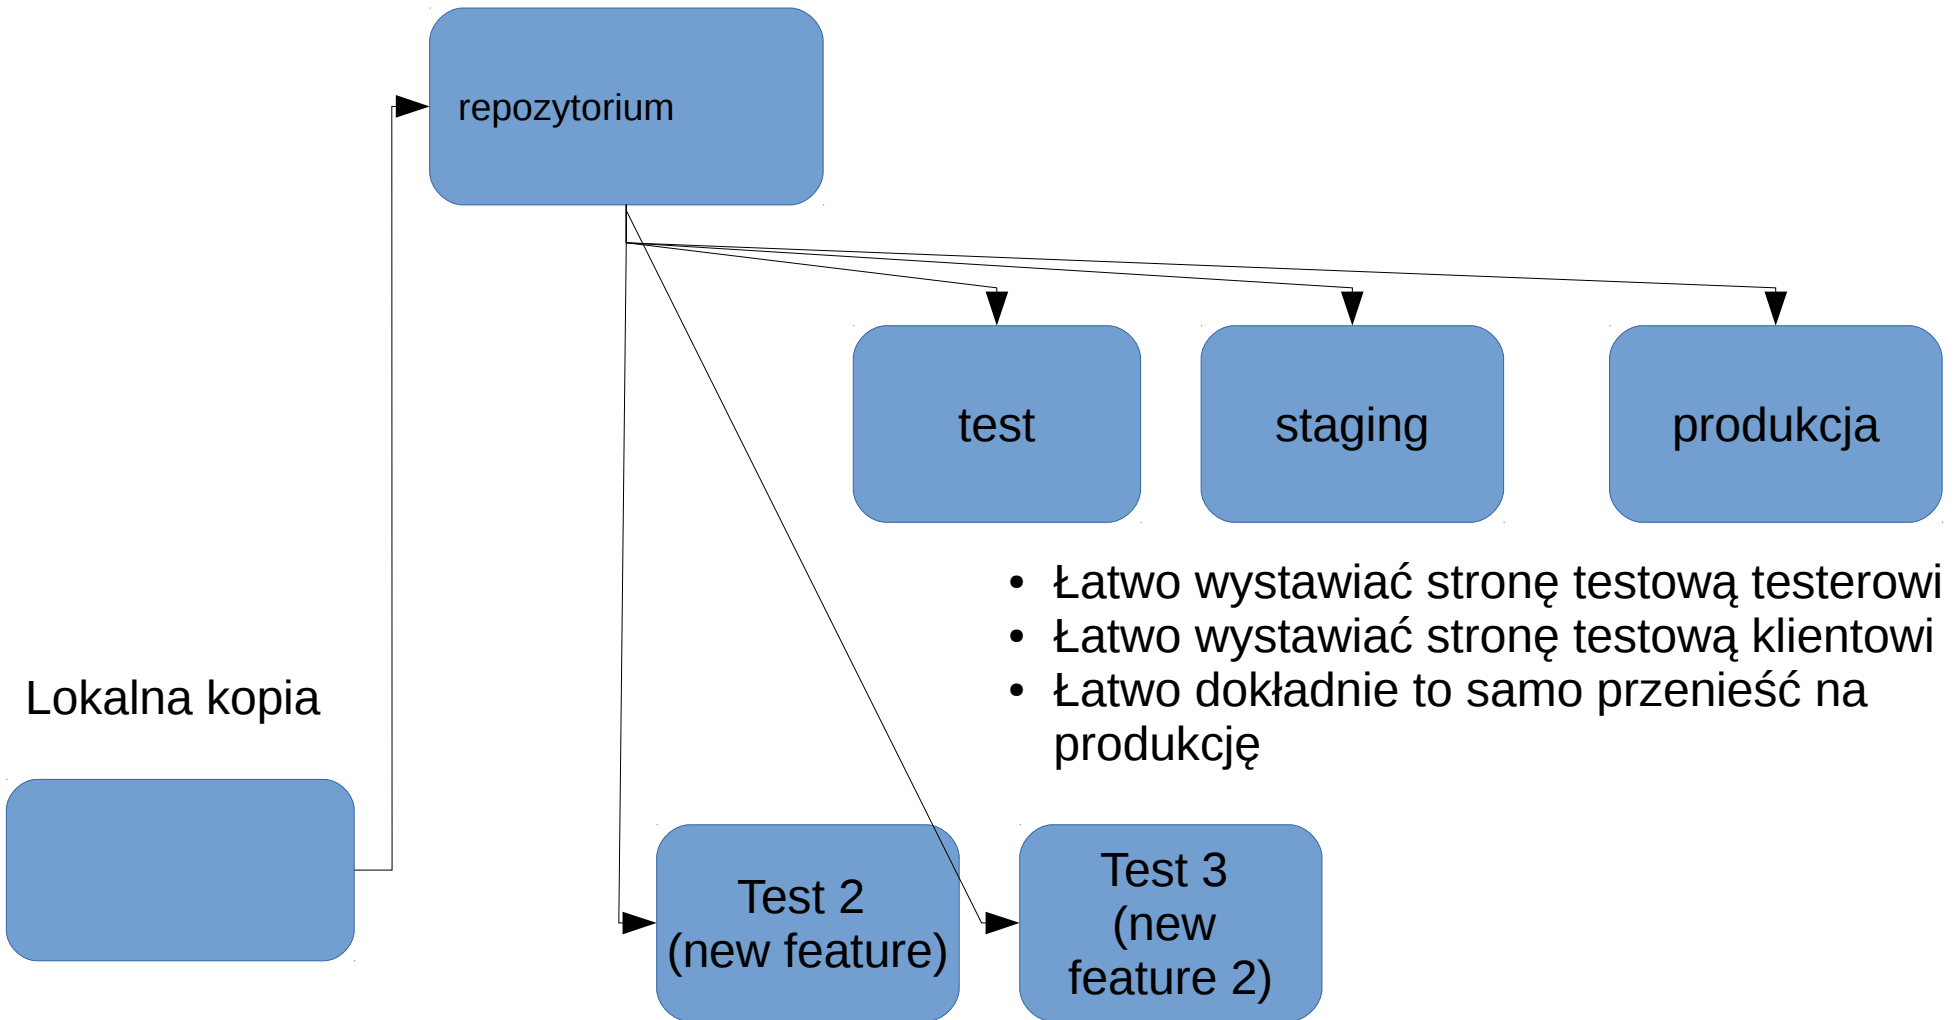 repozytorium
test
staging
produkcja
• Łatwo wystawiać stronę testową testerowi
• Łatwo wystawiać stronę testową klientowi
• Łatwo dokładnie to samo przenieść na
produkcję
Lokalna kopia
Test 2
(new feature)
Test 3
(new
feature 2)